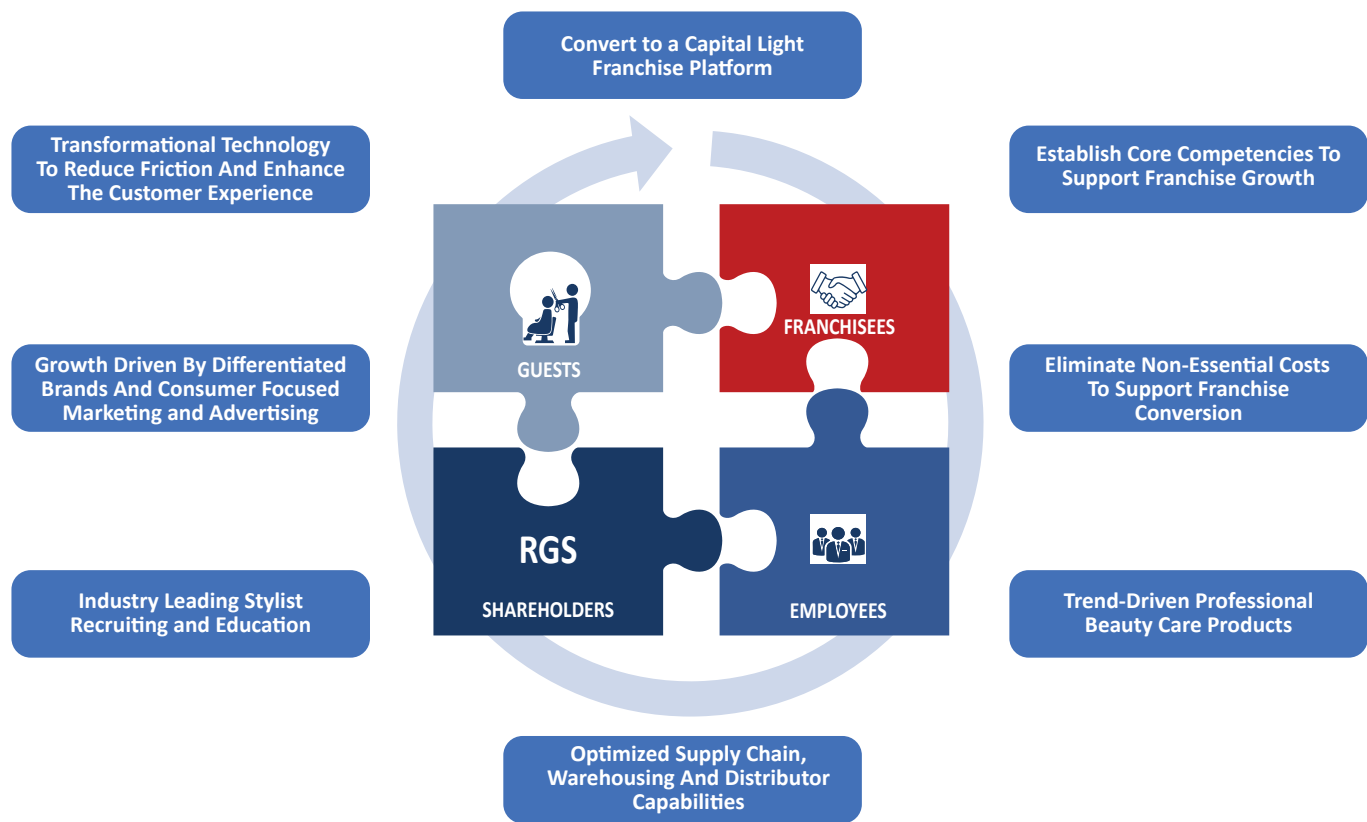 Convert to a Capital Light
Franchise Platform
Transformational Technology
To Reduce Friction And Enhance
The Customer Experience
Establish Core Competencies To
Support Franchise Growth
GUESTS
FRANCHISEES
Growth Driven By Differentiated
Brands And Consumer Focused
Marketing and Advertising
Eliminate Non-Essential Costs
To Support Franchise
Conversion
RGS
SHAREHOLDERS
EMPLOYEES
Industry Leading Stylist
Recruiting and Education
Trend-Driven Professional
Beauty Care Products
Optimized Supply Chain,
Warehousing And Distributor
Capabilities